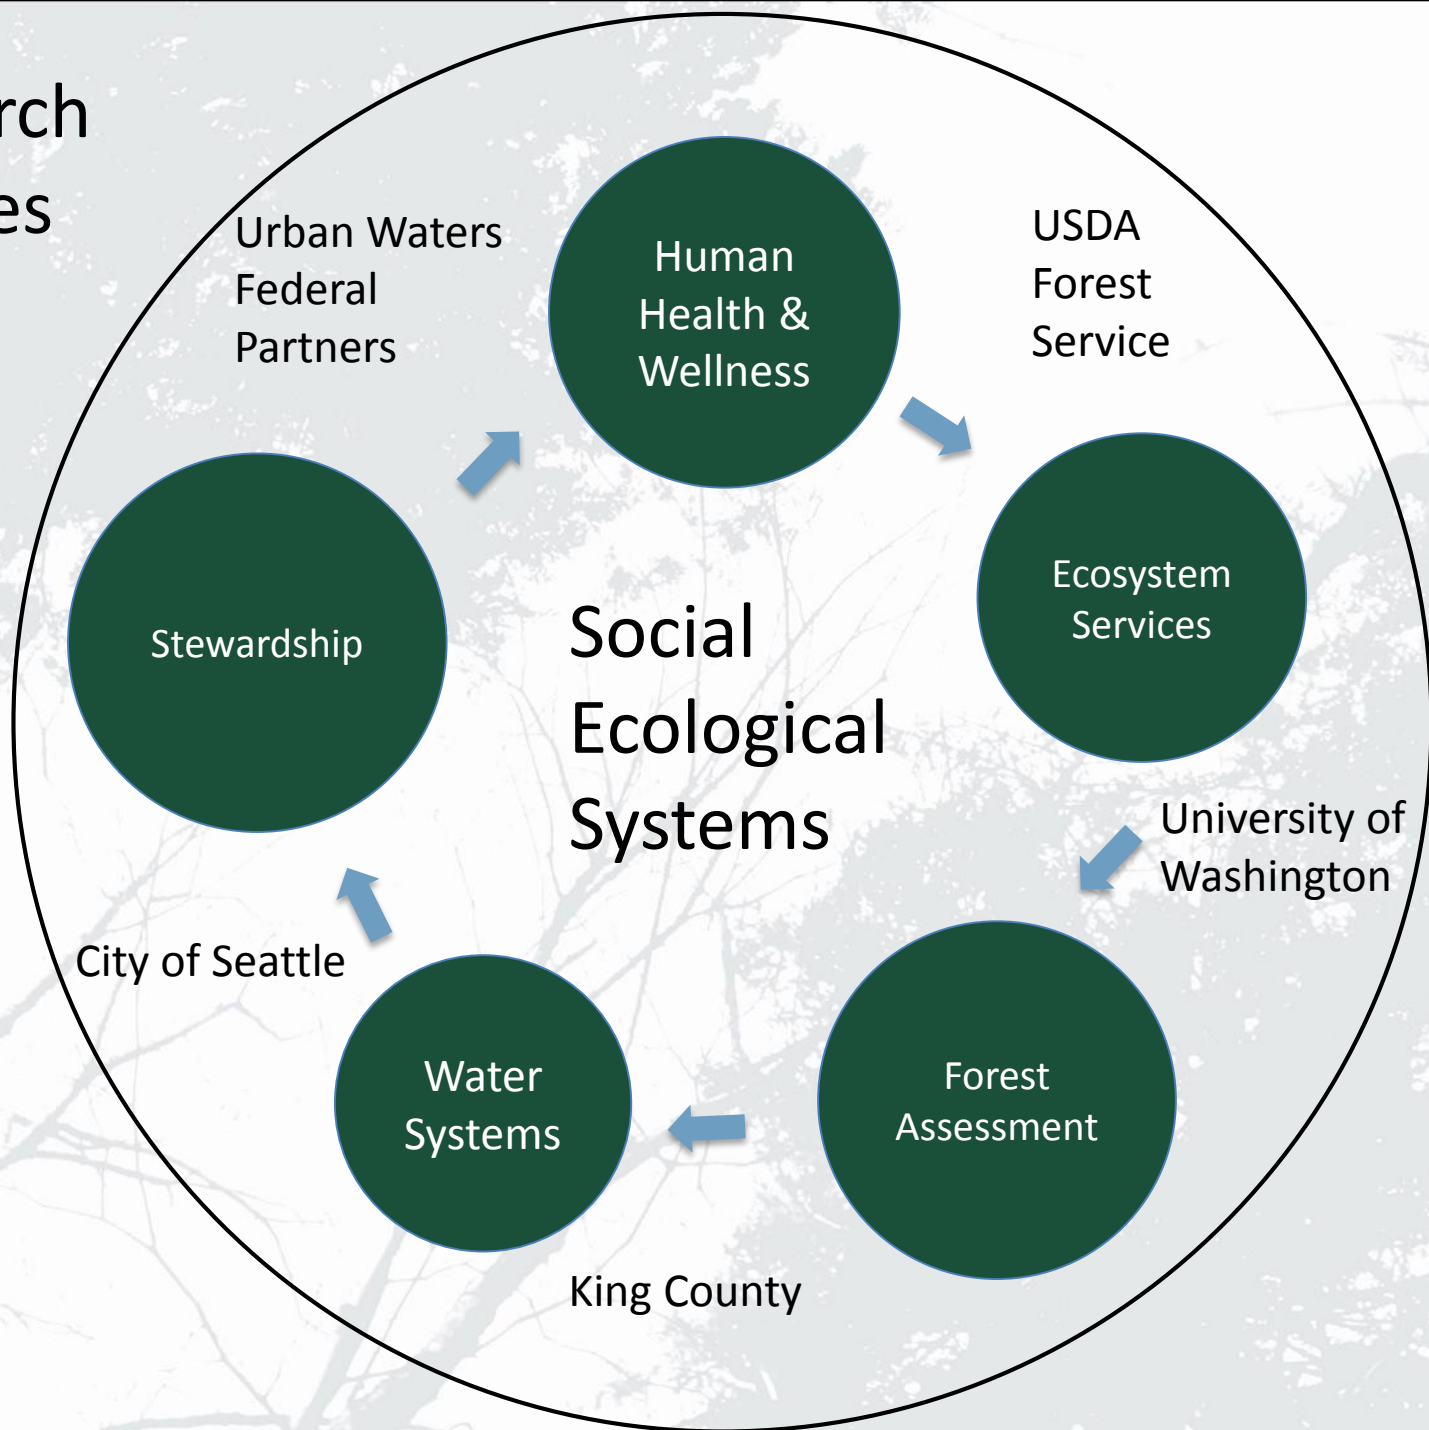 rch
es
Urban Waters
Federal
Partners
Human
Health &
Wellness
USDA
Forest
Service
Ecosystem
Services
Stewardship
Social
Ecological
Systems
University of
Washington
City of Seattle
Water
Systems
Forest
Assessment
King County